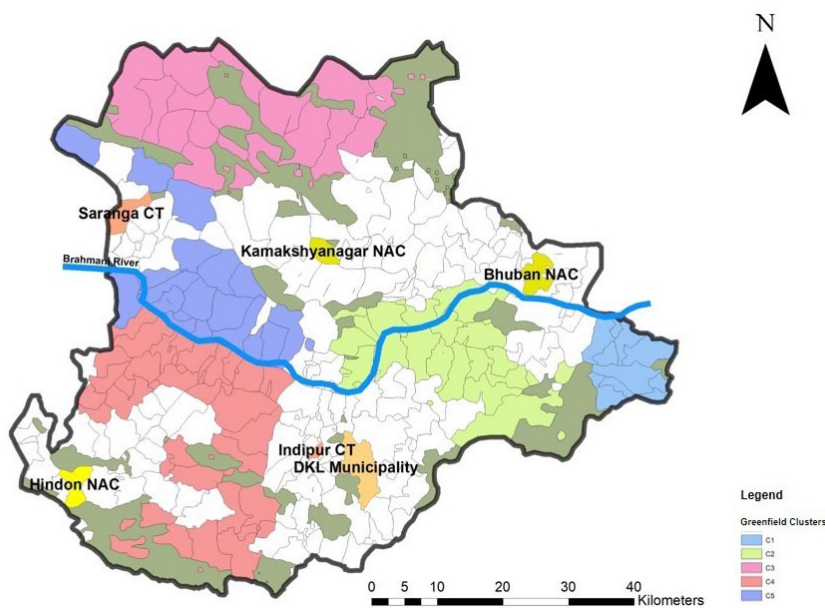 N
Saranga CT
Kamakshyanagar NAC
Brahmani River
Bhuban NAC
Indipur CT
DKL Municipality
Hindon NAC
Legend
Greenfield Clusters
C1
C2
C3
C4
C5
0 5 10 20 30 40
Kilometers